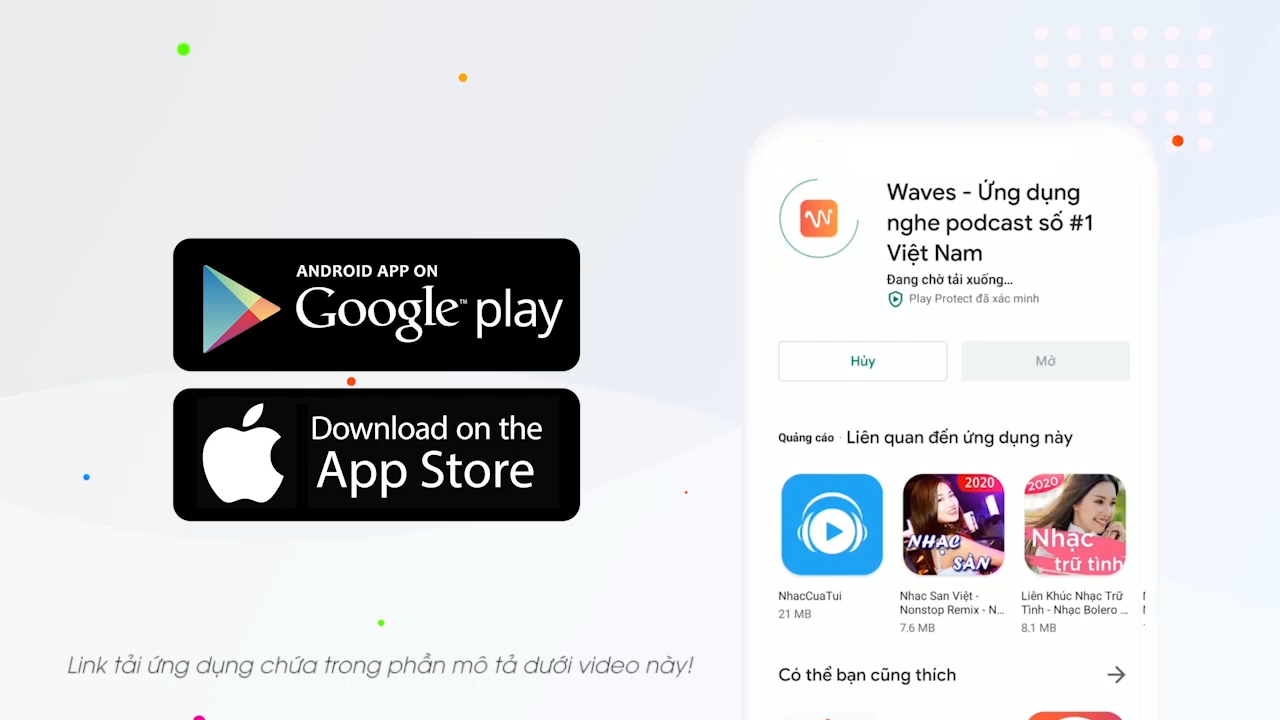 ANDROID APP ON
Google™ play
Download on the
App Store
Link tải ứng dụng chứa trong phần mô tả dưới video này!
Waves - Ứng dụng
nghe podcast số #1
Việt Nam
Đang chờ tải xuống...
Play Protect đã xác minh
Hủy
Mở
Quảng cáo · Liên quan đến ứng dụng này
2020
NHẠC
SÀN
2020
Nhạc
trữ tình
NhacCuaTui
21 MB
Nhac San Việt -
Nonstop Remix - N...
7.6 MB
Liên Khúc Nhạc Trữ
Tình - Nhạc Bolero ...
8.1 MB
Có thể bạn cũng thích